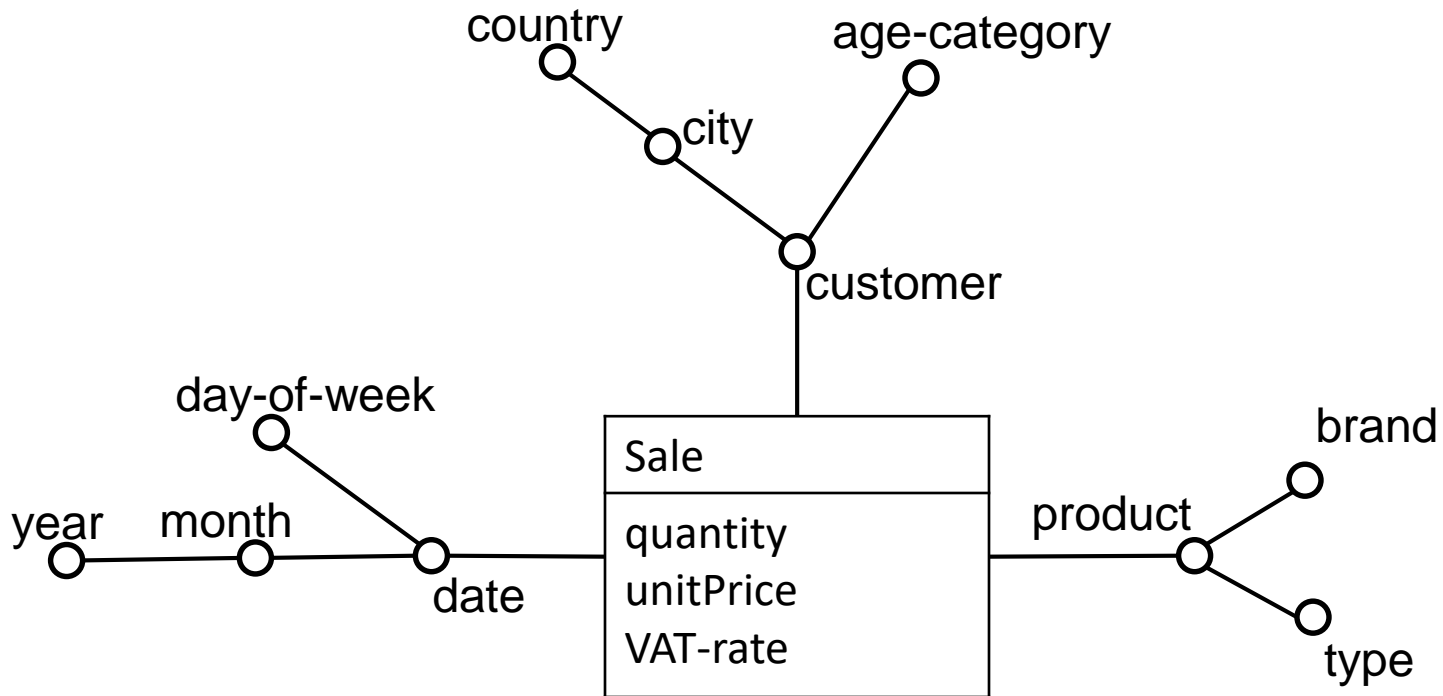 country
age-category
city
customer
day-of-week
year
month
date
Sale
quantity
unitPrice
VAT-rate
product
brand
type